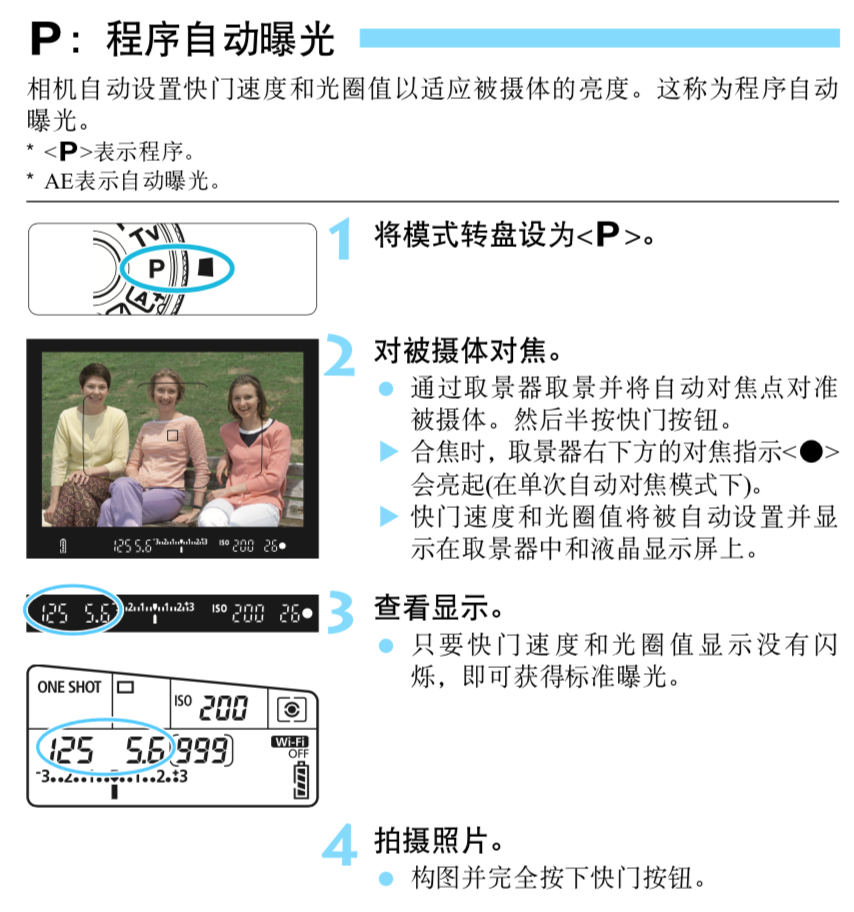 P：程序自动曝光
相机自动设置快门速度和光圈值以适应被摄体的亮度。这称为程序自动
曝光。
* <P>表示程序。
* AE表示自动曝光。
Tv
P
A+
1 将模式转盘设为<P>。
2 对被摄体对焦。
● 通过取景器取景并将自动对焦点对准
被摄体。然后半按快门按钮。
▶ 合焦时，取景器右下方的对焦指示<●>
会亮起(在单次自动对焦模式下)。
▶ 快门速度和光圈值将被自动设置并显
示在取景器中和液晶显示屏上。
125 5.6 -3..2..1..▼..1..2..+3 ISO 200 26●
3 查看显示。
125 5.6 ..2..1..▼..1..2..+3 ISO 200 26●
● 只要快门速度和光圈值显示没有闪
烁，即可获得标准曝光。
ONE SHOT
ISO 200
125 5.6 [999] Wi-Fi
OFF
-3..2..1..▼..1..2..+3
4 拍摄照片。
● 构图并完全按下快门按钮。